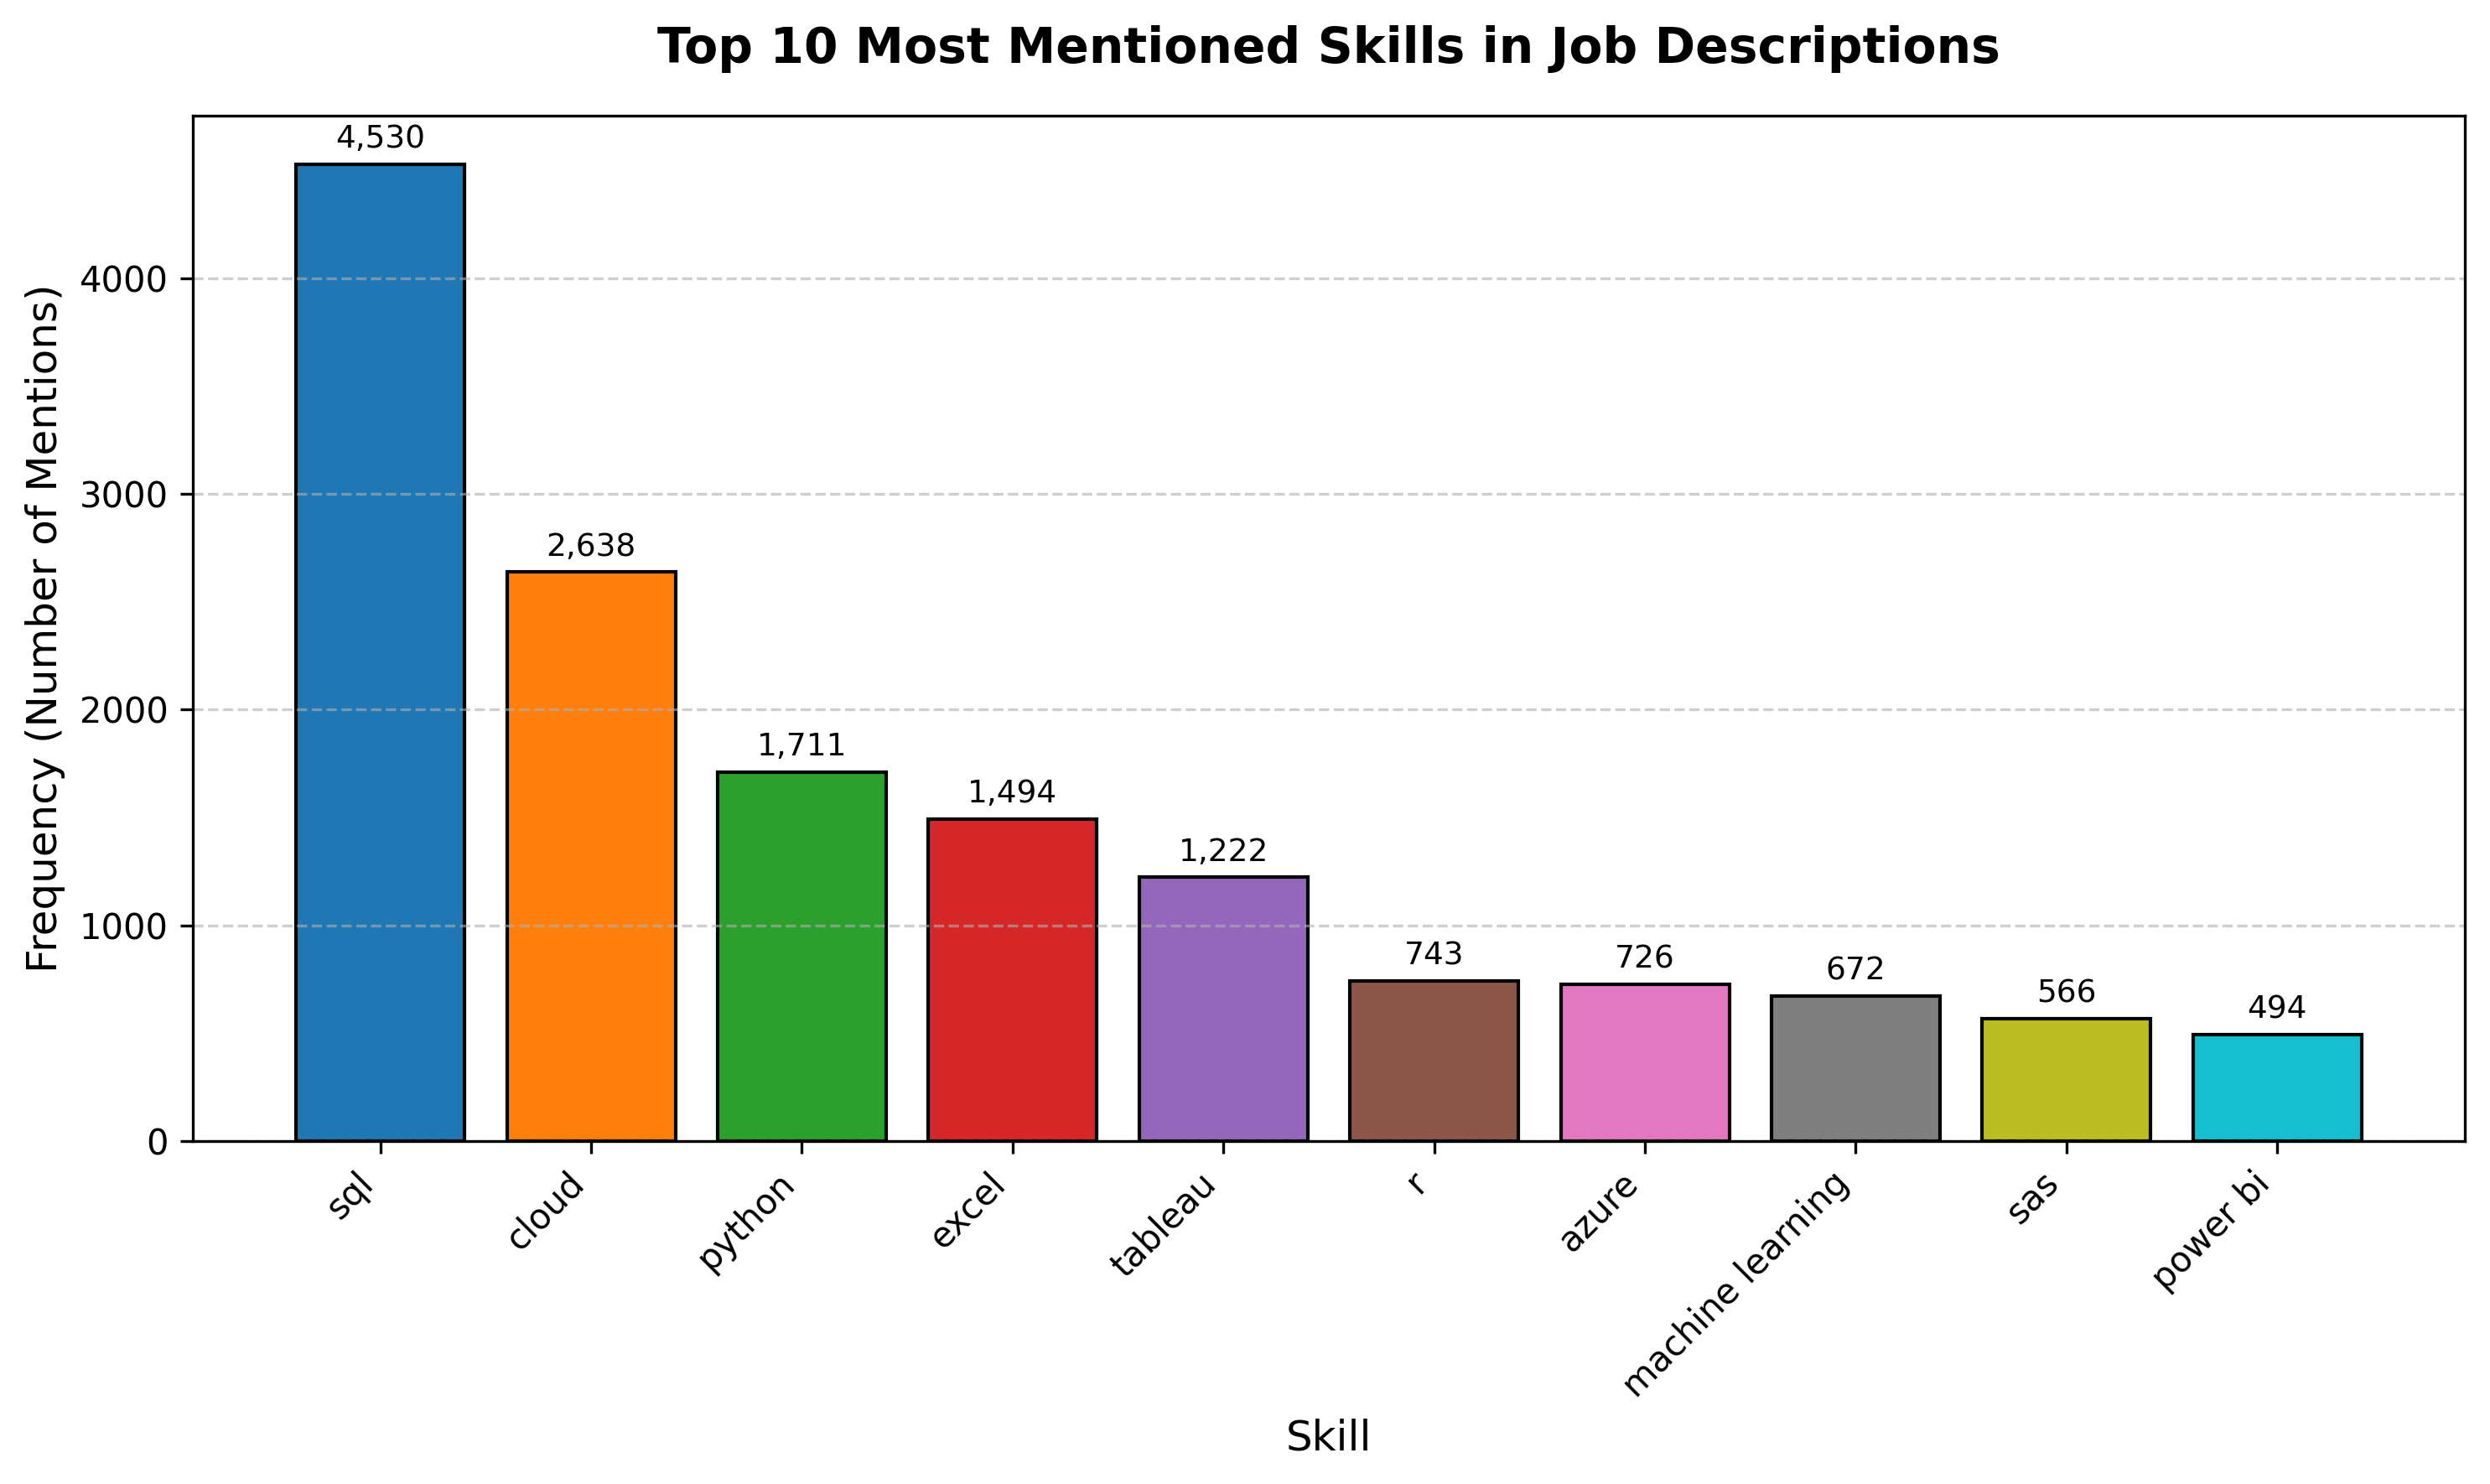 Top 10 Most Mentioned Skills in Job Descriptions
Frequency (Number of Mentions)
4000
3000
2000
1000
0
4,530
2,638
1,711
1,494
1,222
743
726
672
566
494
sql
cloud
python
excel
tableau
r
azure
machine learning
sas
power bi
Skill